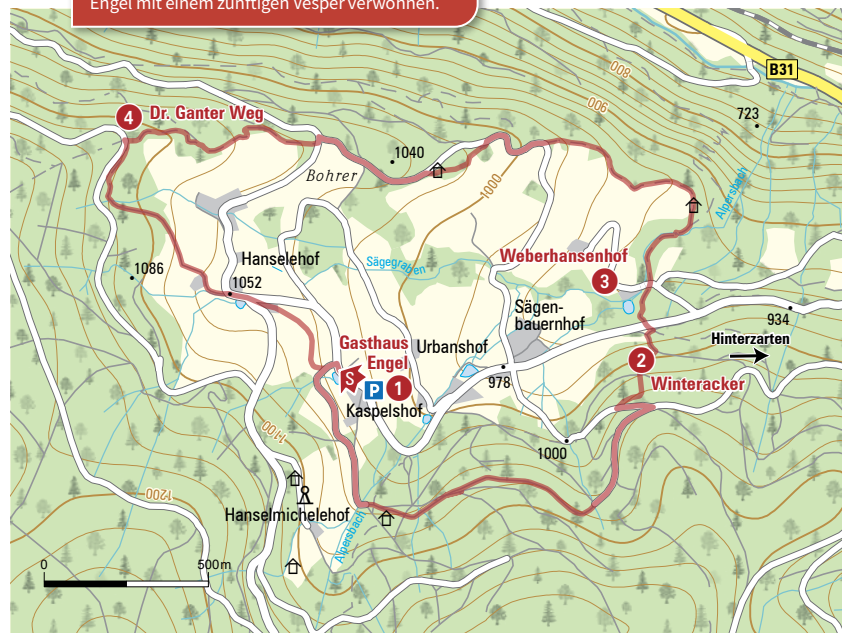 Engel mit einem zünftigen Vesper verwöhnen.
B31
800
900
723
4 Dr. Ganter Weg
1040
Bohrer
1000
Alpersbach
Hanselehof
Sägegraben
Weberhansenhof
3
1086
1052
Sägen-
bauernhof
934
Gasthaus
Engel
Urbanshof
Hinterzarten
2
Winteracker
978
S
P
1
Kaspelshof
1100
1000
1200
Hanselmichelehof
Alpersbach
0
500m